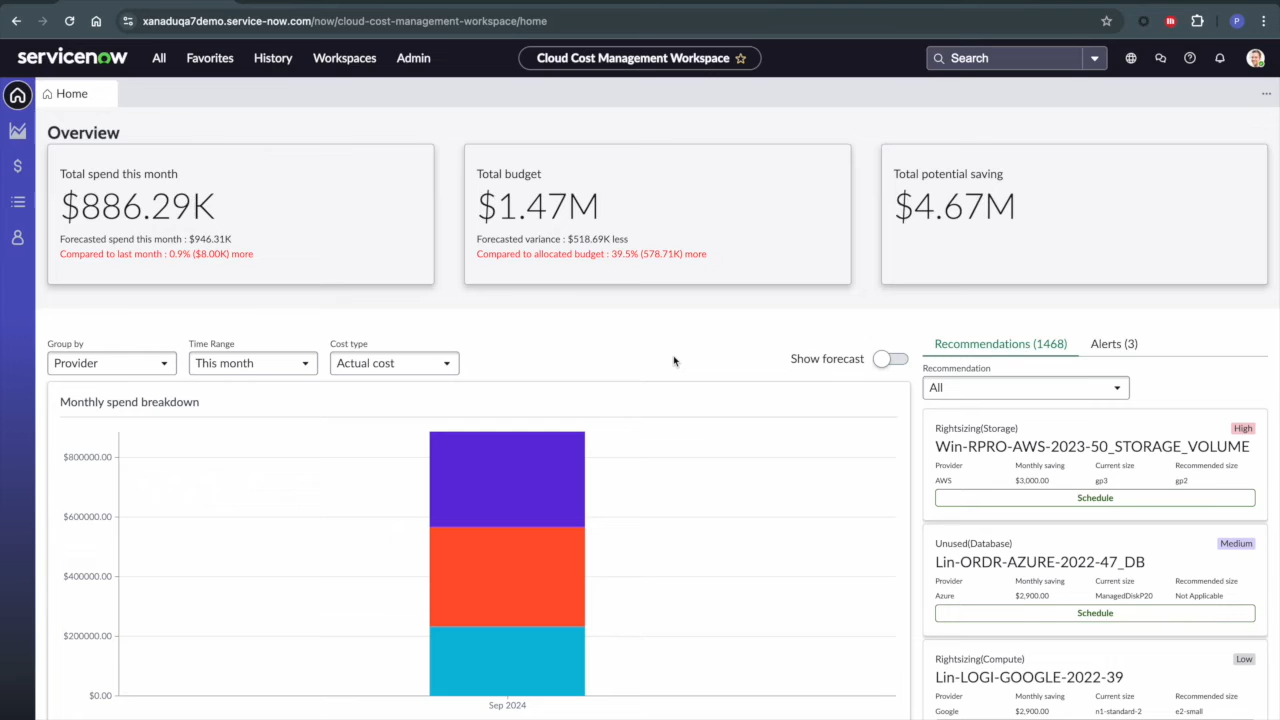 xanaduqa7demo.service-now.com/now/cloud-cost-management-workspace/home
P
servicenow All Favorites History Workspaces Admin Cloud Cost Management Workspace Search
Home
Overview
Total spend this month
$886.29K
Forecasted spend this month : $946.31K
Compared to last month : 0.9% ($8.00K) more
Total budget
$1.47M
Forecasted variance : $518.69K less
Compared to allocated budget : 39.5% (578.71K) more
Total potential saving
$4.67M
Group by
Provider
Time Range
This month
Cost type
Actual cost
Show forecast
Monthly spend breakdown
$800000.00
$600000.00
$400000.00
$200000.00
$0.00
Sep 2024
Recommendations (1468) Alerts (3)
Recommendation
All
Rightsizing(Storage) High
Win-RPRO-AWS-2023-50_STORAGE_VOLUME
Provider Monthly saving Current size Recommended size
AWS $3,000.00 gp3 gp2
Schedule
Unused(Database) Medium
Lin-ORDR-AZURE-2022-47_DB
Provider Monthly saving Current size Recommended size
Azure $2,900.00 ManagedDiskP20 Not Applicable
Schedule
Rightsizing(Compute) Low
Lin-LOGI-GOOGLE-2022-39
Provider Monthly saving Current size Recommended size
Google $2,900.00 n1-standard-2 e2-small